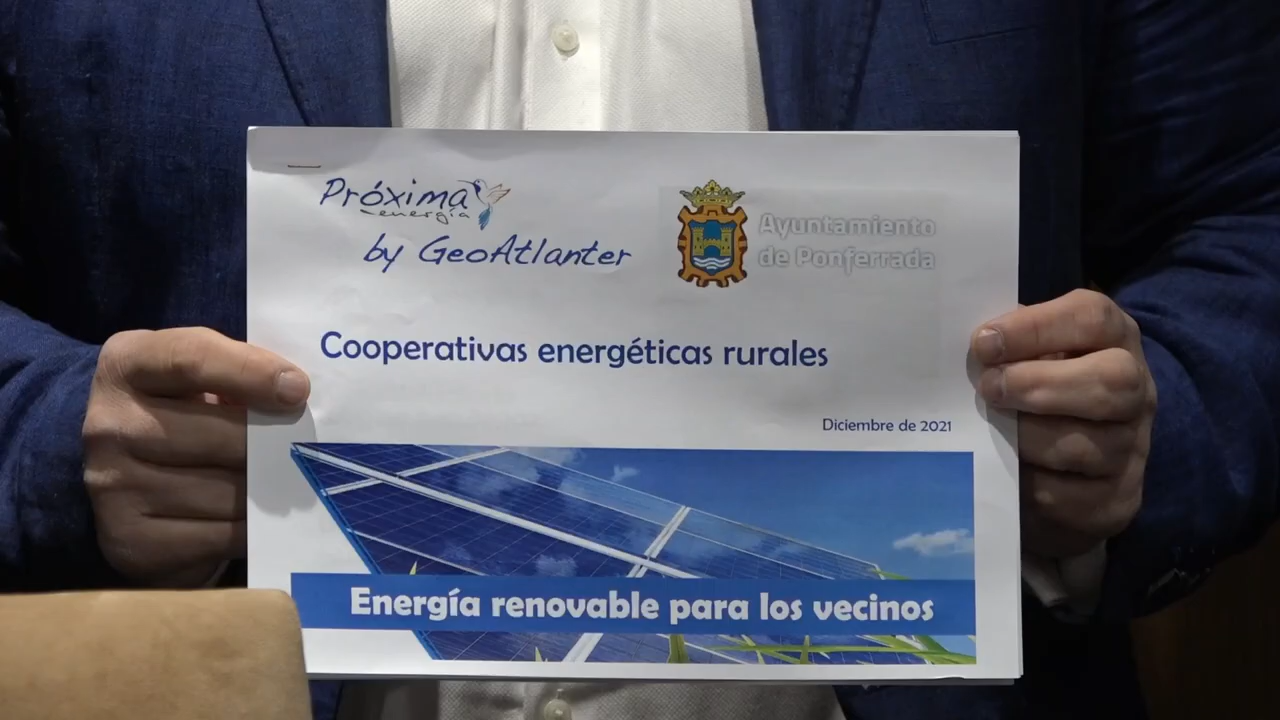 Próxima
energía
by GeoAtlanter
Ayuntamiento
de Ponferrada
Cooperativas energéticas rurales
Diciembre de 2021
Energía renovable para los vecinos